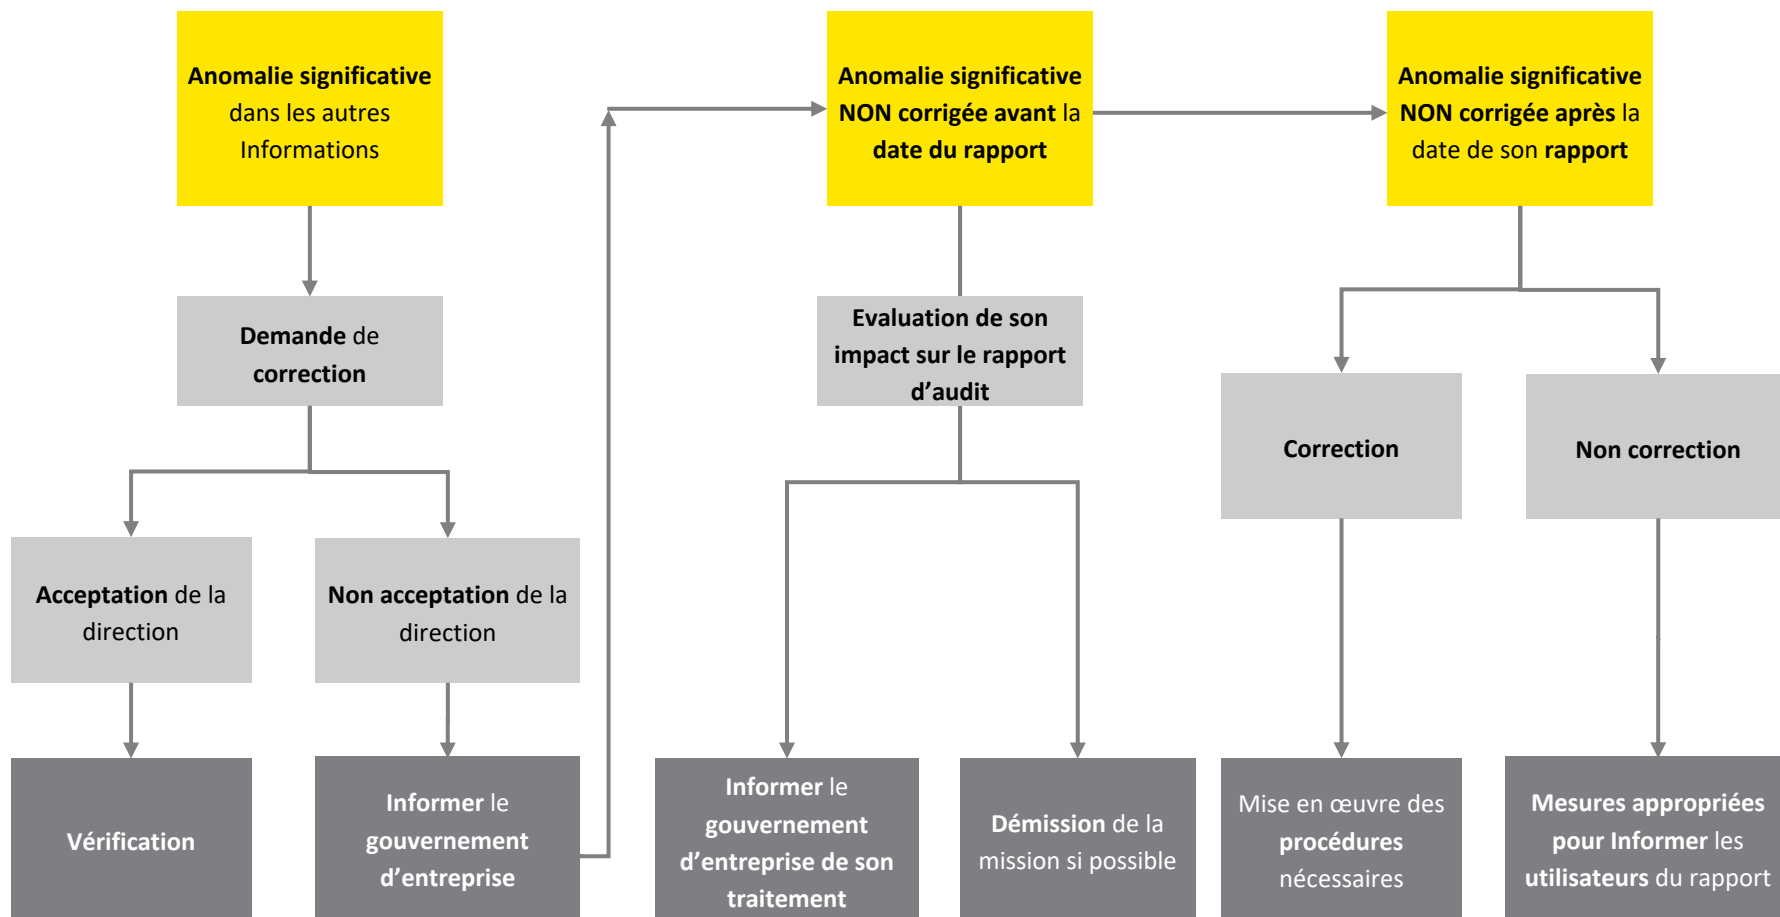 Anomalie significative
dans les autres
Informations
Anomalie significative
NON corrigée avant la
date du rapport
Anomalie significative
NON corrigée après la
date de son rapport
Demande de
correction
Evaluation de son
impact sur le rapport
d’audit
Correction
Non correction
Acceptation de la
direction
Non acceptation de la
direction
Vérification
Informer le
gouvernement
d’entreprise
Informer le
gouvernement
d’entreprise de son
traitement
Démission de la
mission si possible
Mise en œuvre des
procédures
nécessaires
Mesures appropriées
pour Informer les
utilisateurs du rapport